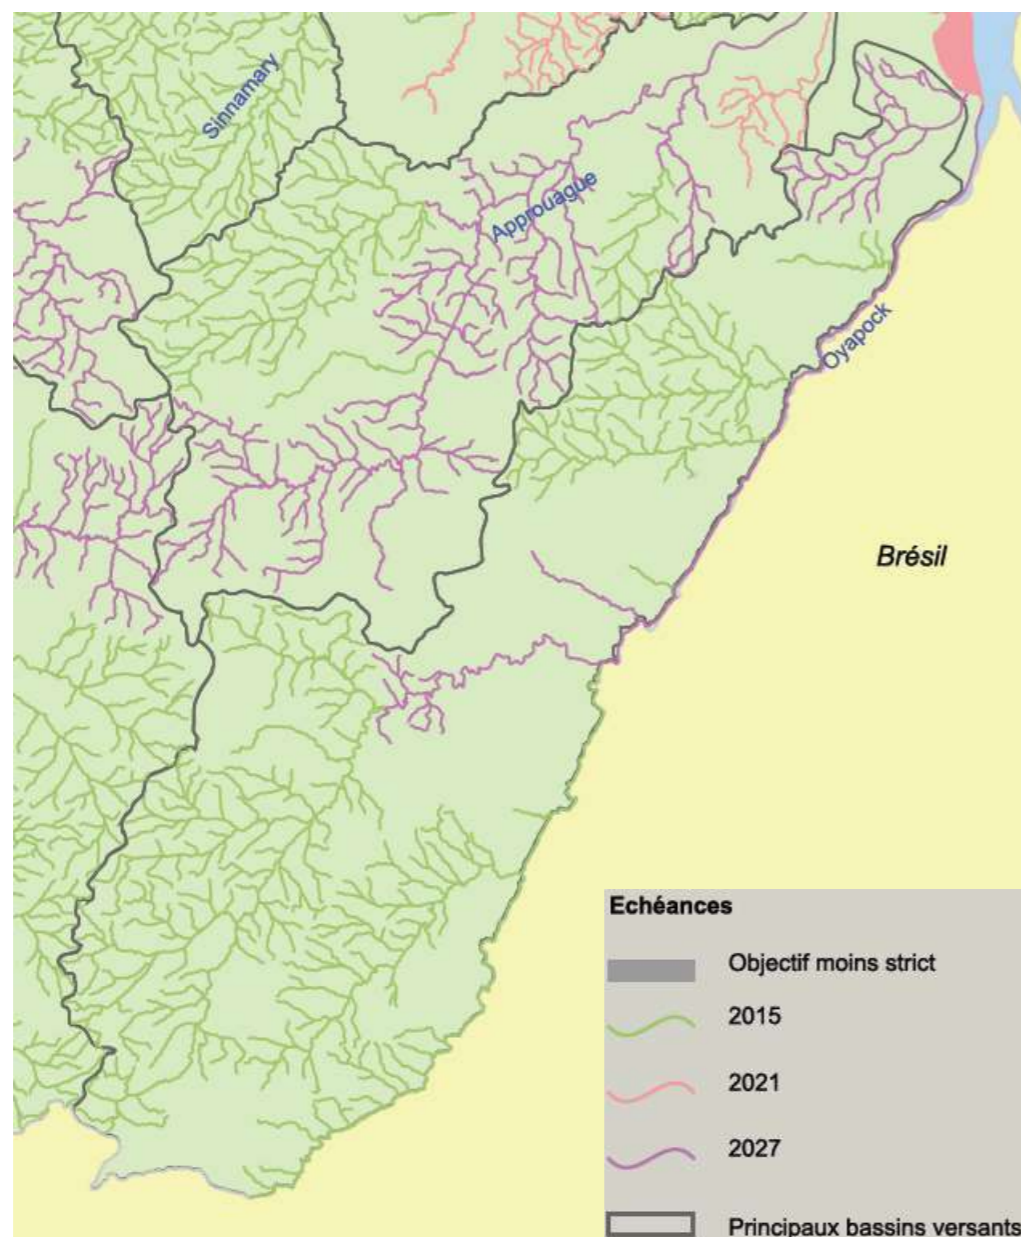 Sinnamary
Approuague
Oyapock
Brésil
Echéances
Objectif moins strict
2015
2021
2027
Principaux bassins versants